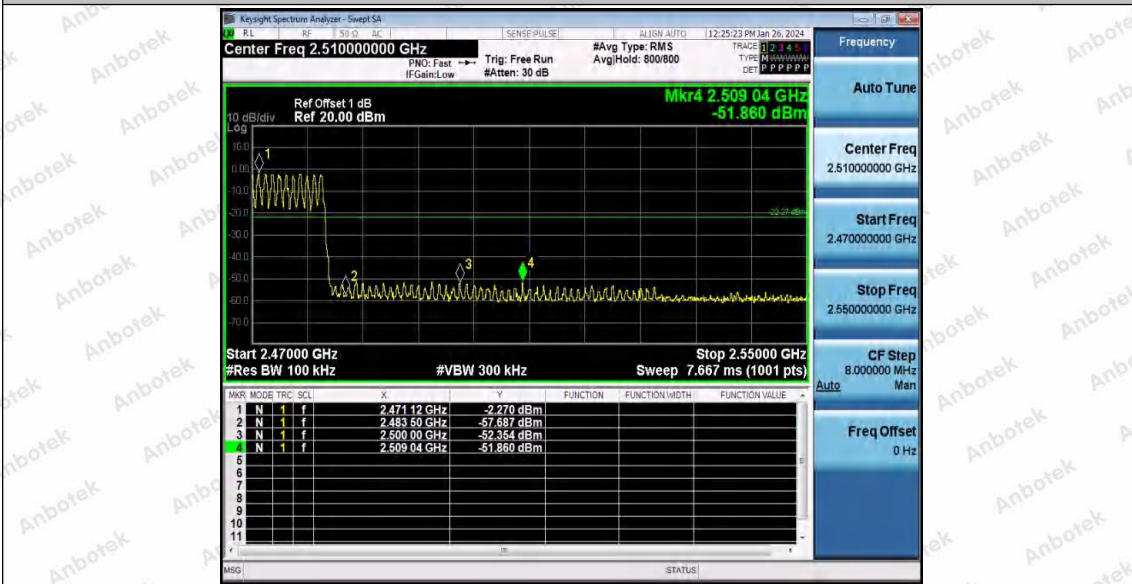 Keysight Spectrum Analyzer - Swept SA
RL RF 50 Ω AC SENSE:PULSE ALIGN AUTO 12:25:23 PM Jan 26, 2024
Center Freq 2.510000000 GHz
#Avg Type: RMS
TRACE 1 2 3 4 5 6
PNO: Fast Trig: Free Run Avg|Hold: 800/800
TYPE M WWWWW
IFGain:Low #Atten: 30 dB
DET P P P P P P
Mkr4 2.509 04 GHz
-51.860 dBm
Ref Offset 1 dB
10 dB/div Ref 20.00 dBm
Log
10.0
0.00
-10.0
-20.0
-30.0
-40.0
-50.0
-60.0
-70.0
1
2
3
4
-22.27 dBm
Start 2.47000 GHz Stop 2.55000 GHz
#Res BW 100 kHz #VBW 300 kHz Sweep 7.667 ms (1001 pts)
MKR MODE TRC SCL X Y FUNCTION FUNCTION WIDTH FUNCTION VALUE
1 N 1 f 2.471 12 GHz -2.270 dBm
2 N 1 f 2.483 50 GHz -57.687 dBm
3 N 1 f 2.500 00 GHz -52.354 dBm
4 N 1 f 2.509 04 GHz -51.860 dBm
5
6
7
8
9
10
11
MSG STATUS
Frequency
Auto Tune
Center Freq
2.510000000 GHz
Start Freq
2.470000000 GHz
Stop Freq
2.550000000 GHz
CF Step
8.000000 MHz
Auto Man
Freq Offset
0 Hz
Anbotek